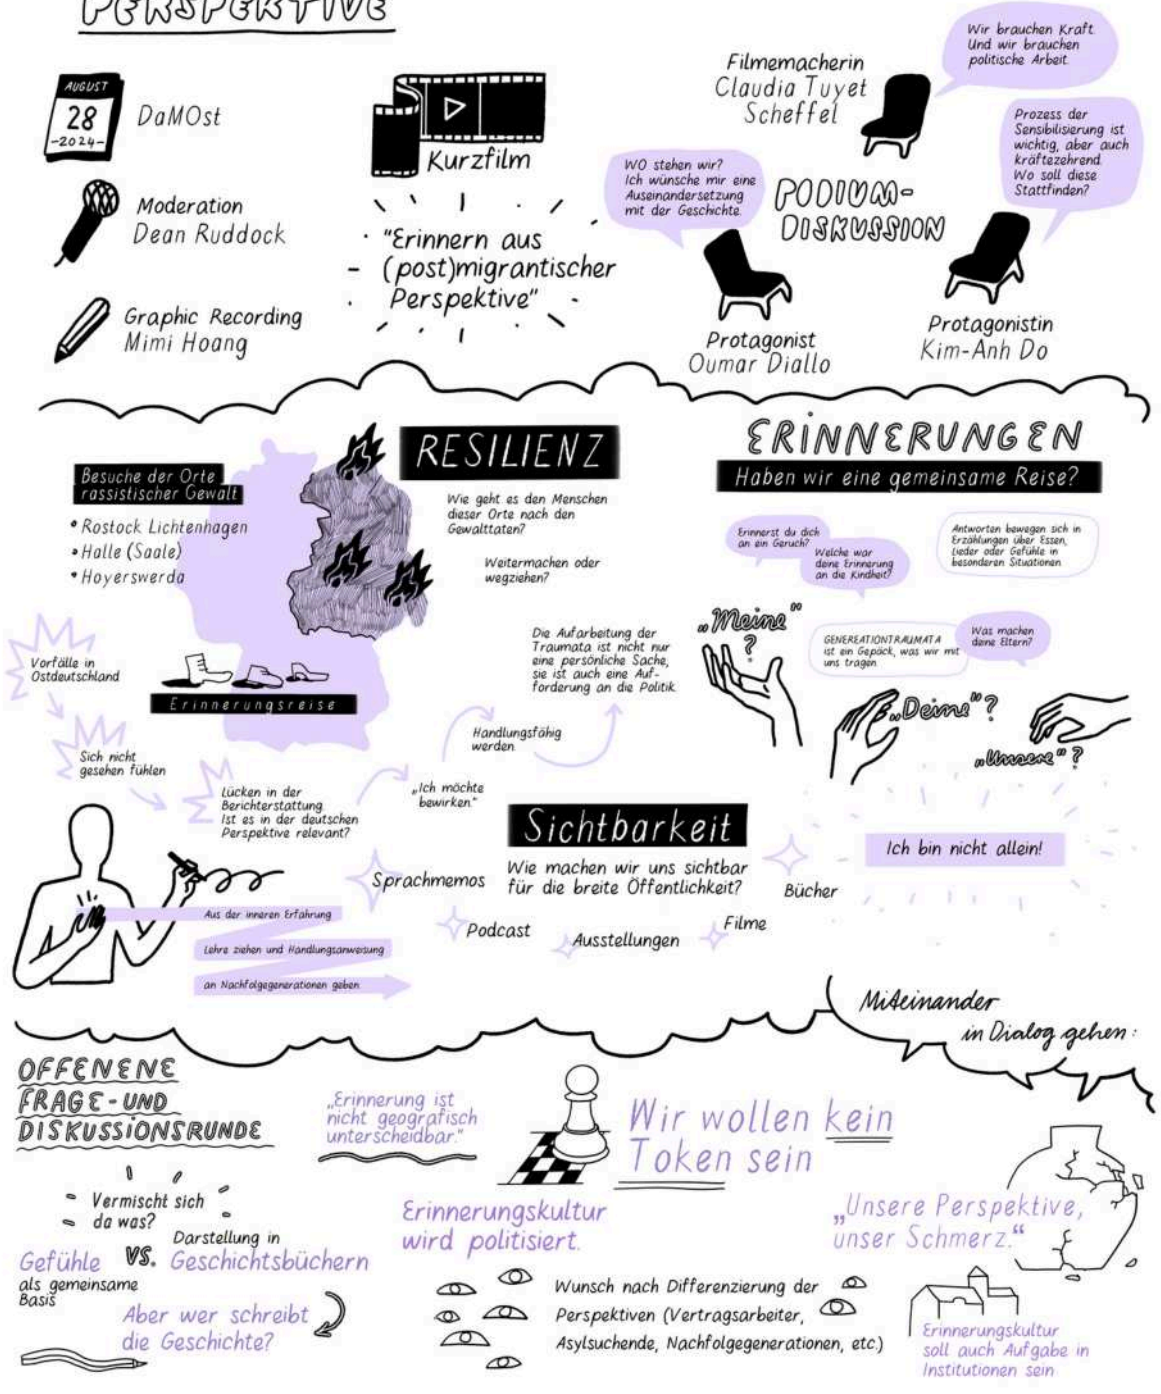 PERSPEKTIVE
AUGUST
28
-2024-
DaMOst
Moderation
Dean Ruddock
Graphic Recording
Mimi Hoang
Kurzfilm
"Erinnern aus
(post)migrantischer
Perspektive"
Filmemacherin
Claudia Tuyet
Scheffel
Wir brauchen Kraft.
Und wir brauchen
politische Arbeit.
WO stehen wir?
Ich wünsche mir eine
Auseinandersetzung
mit der Geschichte.
PODIUM-
DISKUSSION
Prozess der
Sensibilisierung ist
wichtig, aber auch
kräftezehrend.
Wo soll diese
Stattfinden?
Protagonist
Oumar Diallo
Protagonistin
Kim-Anh Do
Besuche der Orte
rassistischer Gewalt
• Rostock Lichtenhagen
• Halle (Saale)
• Hoyerswerda
Erinnerungsreise
RESILIENZ
Wie geht es den Menschen
dieser Orte nach den
Gewalttaten?
Weitermachen oder
wegziehen?
Vorfälle in
Ostdeutschland
Sich nicht
gesehen fühlen
Lücken in der
Berichterstattung.
Ist es in der deutschen
Perspektive relevant?
„Ich möchte
bewirken."
Handlungsfähig
werden.
Die Aufarbeitung der
Traumata ist nicht nur
eine persönliche Sache,
sie ist auch eine Auf-
forderung an die Politik.
ERINNERUNGEN
Haben wir eine gemeinsame Reise?
Erinnerst du dich
an ein Geruch?
Welche war
deine Erinnerung
an die Kindheit?
Antworten bewegen sich in
Erzählungen über Essen,
Lieder oder Gefühle in
besonderen Situationen
„Meine"
?
GENEREATIONTRAUMATA
ist ein Gepäck, was wir mit
uns tragen.
Was machen
deine Eltern?
„Deine"?
„Unsere"?
Ich bin nicht allein!
Aus der inneren Erfahrung
Lehre ziehen und Handlungsanweisung
an Nachfolgegenerationen geben.
Sichtbarkeit
Wie machen wir uns sichtbar
für die breite Öffentlichkeit?
Sprachmemos
Podcast
Ausstellungen
Filme
Bücher
Miteinander
in Dialog gehen:
OFFENENE
FRAGE-UND
DISKUSSIONSRUNDE
Vermischt sich
da was?
Gefühle
als gemeinsame
Basis
VS.
Darstellung in
Geschichtsbüchern
Aber wer schreibt
die Geschichte?
„Erinnerung ist
nicht geografisch
unterscheidbar."
Wir wollen kein
Token sein
Erinnerungskultur
wird politisiert.
Wunsch nach Differenzierung der
Perspektiven (Vertragsarbeiter,
Asylsuchende, Nachfolgegenerationen, etc.)
„Unsere Perspektive,
unser Schmerz."
Erinnerungskultur
soll auch Aufgabe in
Institutionen sein.